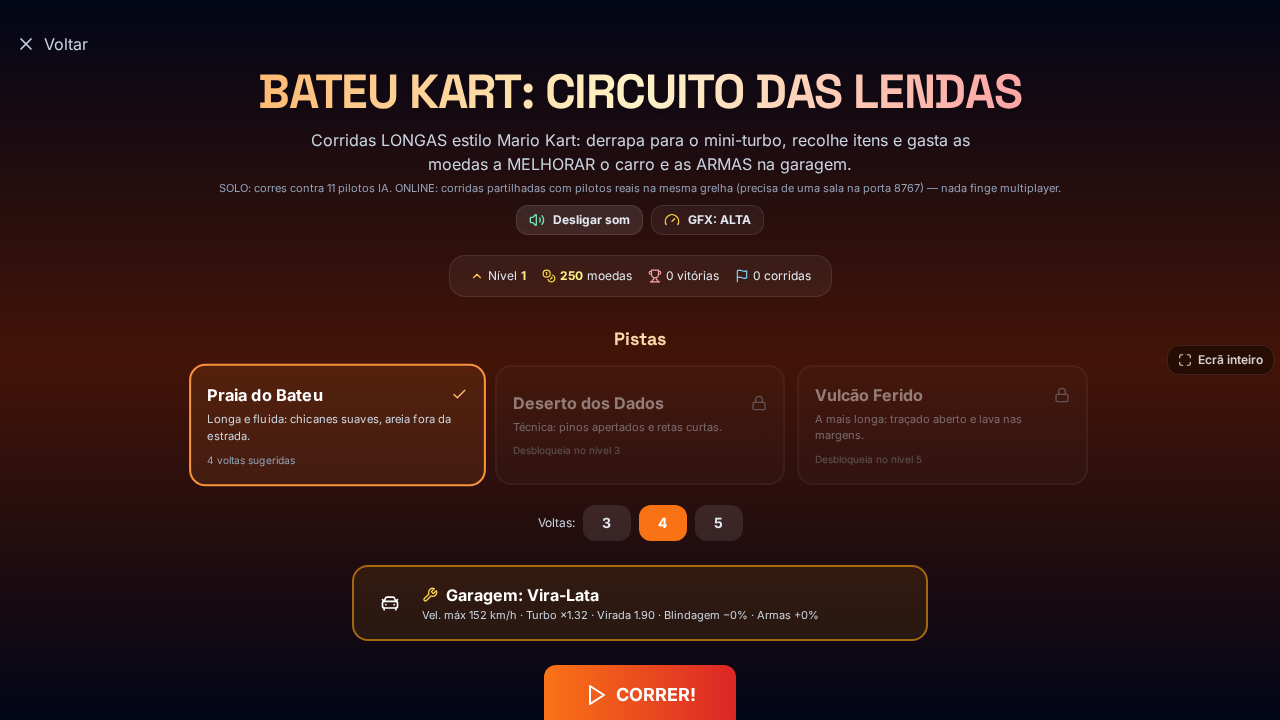 Voltar
BATEU KART: CIRCUITO DAS LENDAS
Corridas LONGAS estilo Mario Kart: derrapa para o mini-turbo, recolhe itens e gasta as
moedas a MELHORAR o carro e as ARMAS na garagem.
SOLO: corres contra 11 pilotos IA. ONLINE: corridas partilhadas com pilotos reais na mesma grelha (precisa de uma sala na porta 8767) — nada finge multiplayer.
Desligar som
GFX: ALTA
Nível 1
250 moedas
0 vitórias
0 corridas
Pistas
Ecrã inteiro
Praia do Bateu
Longa e fluida: chicanes suaves, areia fora da
estrada.
4 voltas sugeridas
Deserto dos Dados
Técnica: pinos apertados e retas curtas.
Desbloqueia no nível 3
Vulcão Ferido
A mais longa: traçado aberto e lava nas
margens.
Desbloqueia no nível 5
Voltas:
3
4
5
Garagem: Vira-Lata
Vel. máx 152 km/h · Turbo ×1.32 · Virada 1.90 · Blindagem −0% · Armas +0%
CORRER!